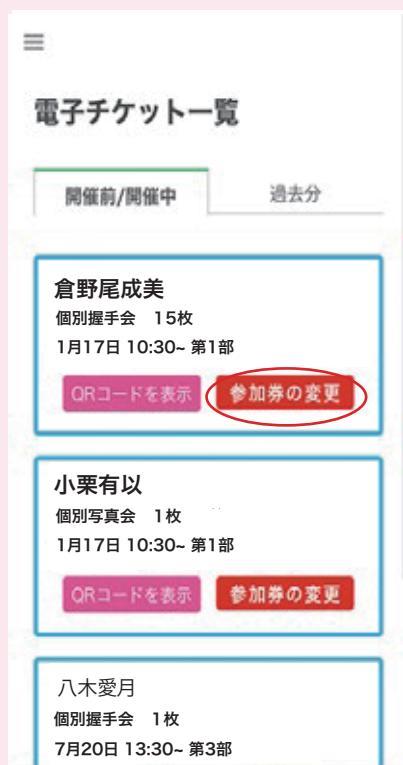 電子チケット一覧
開催前/開催中
過去分
倉野尾成美
個別握手会　15枚
1月17日 10:30~ 第1部
QRコードを表示
参加券の変更
小栗有以
個別写真会　1枚
1月17日 10:30~ 第1部
QRコードを表示
参加券の変更
八木愛月
個別握手会　1枚
7月20日 13:30~ 第3部